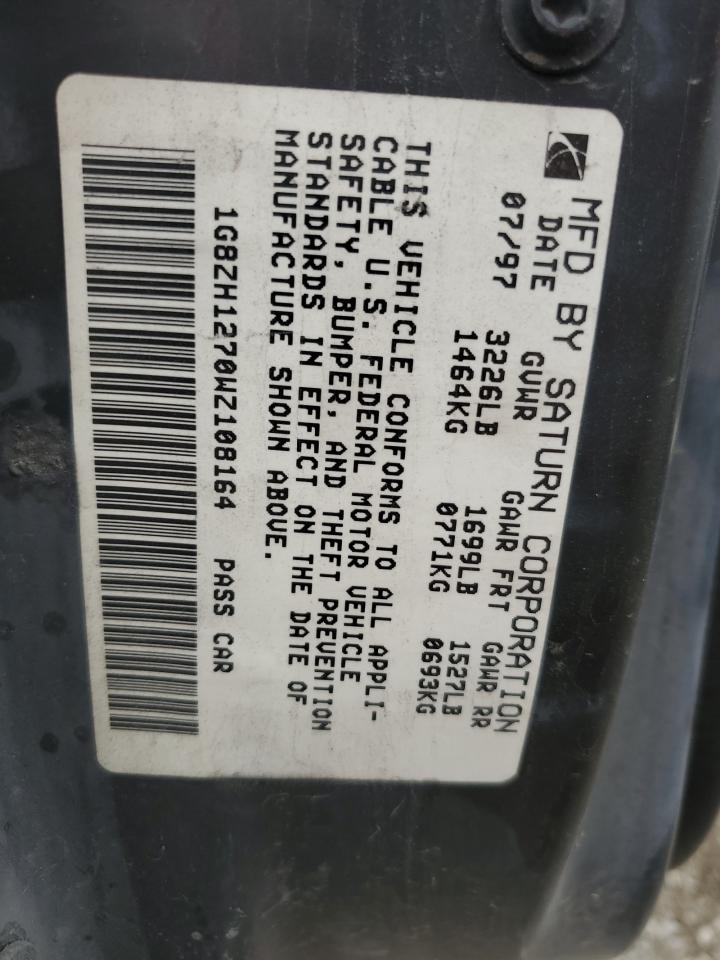 MFD BY SATURN CORPORATION
DATE GVWR GAWR FRT GAWR RR
07/97 3226LB 1699LB 1527LB
1464KG 0771KG 0693KG
THIS VEHICLE CONFORMS TO ALL APPLI-
CABLE U.S. FEDERAL MOTOR VEHICLE
SAFETY, BUMPER, AND THEFT PREVENTION
STANDARDS IN EFFECT ON THE DATE OF
MANUFACTURE SHOWN ABOVE.
1G8ZH1270WZ108164 PASS CAR